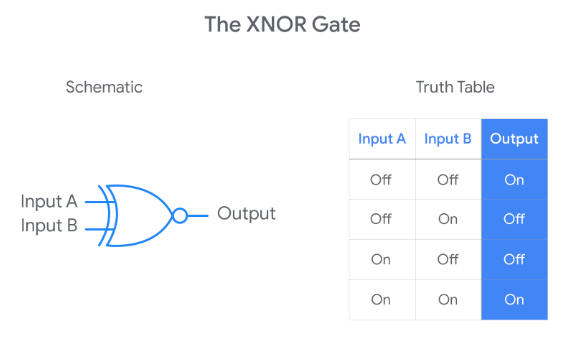 The XNOR Gate
Schematic
Input A
Input B
Output
Truth Table
Input A Input B Output
Off Off On
Off On Off
On Off Off
On On On